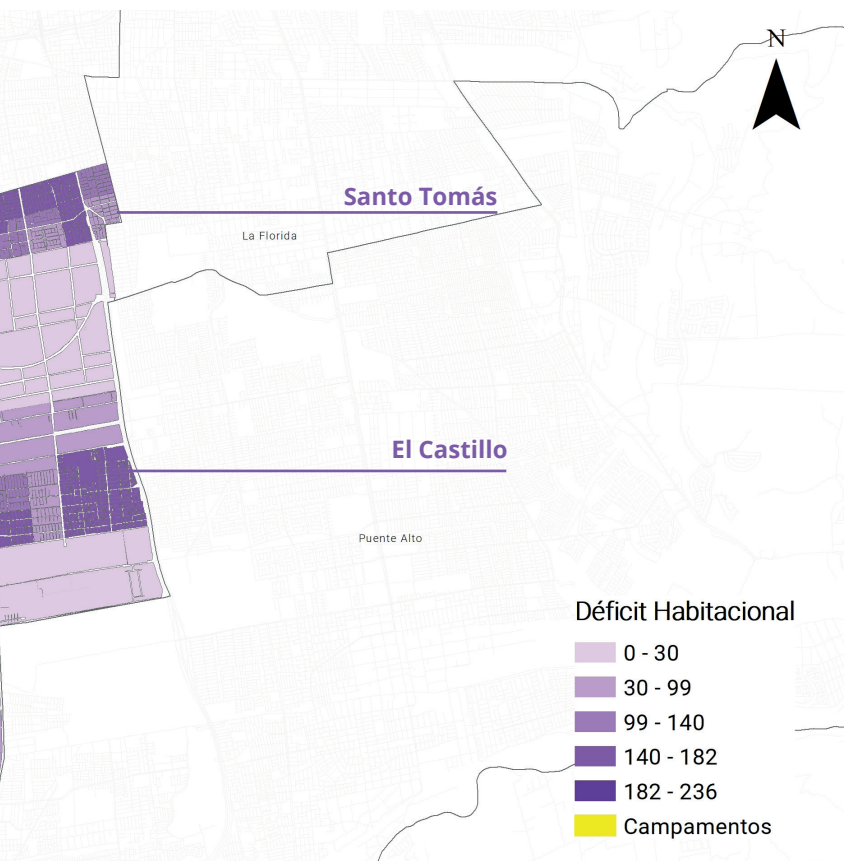 N
Santo Tomás
La Florida
El Castillo
Puente Alto
Déficit Habitacional
0 - 30
30 - 99
99 - 140
140 - 182
182 - 236
Campamentos